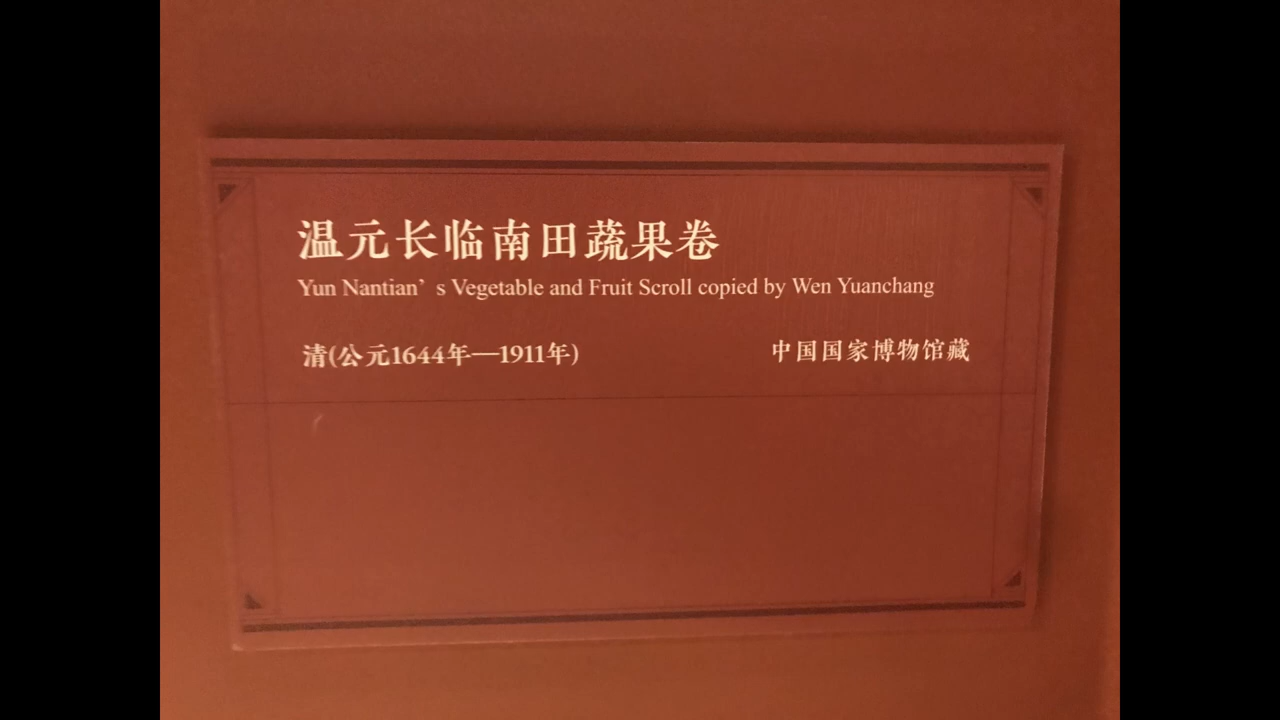 温元长临南田蔬果卷
Yun Nantian’ s Vegetable and Fruit Scroll copied by Wen Yuanchang
清(公元1644年—1911年) 中国国家博物馆藏